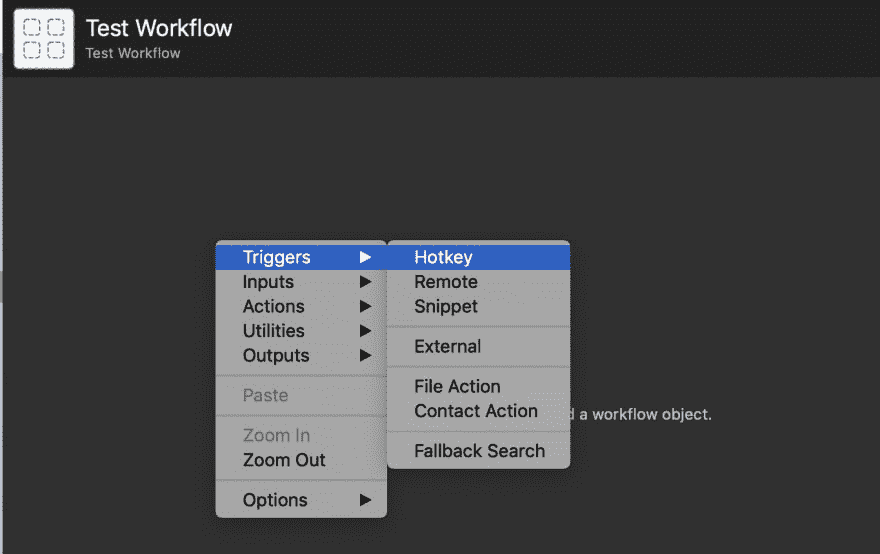 Test Workflow
Test Workflow
Triggers
Inputs
Actions
Utilities
Outputs
Paste
Zoom In
Zoom Out
Options
Hotkey
Remote
Snippet
External
File Action
Contact Action
Fallback Search
a workflow object.